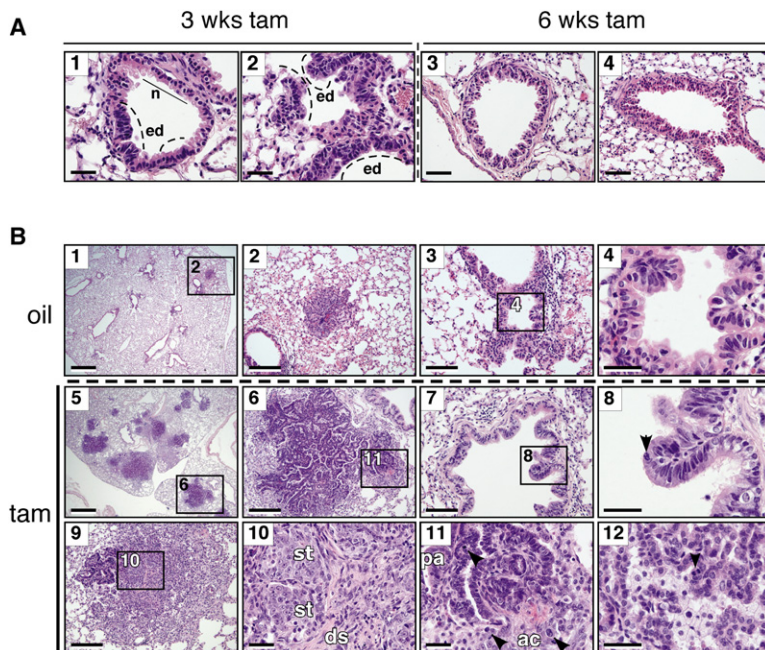 3 wks tam 6 wks tam
A
1 2 3 4
n
ed ed
ed
B
1 2 3 4
2
4
oil
5 6 7 8
11 8
6
tam
9 10 11 12
10 st pa
st
ds ac